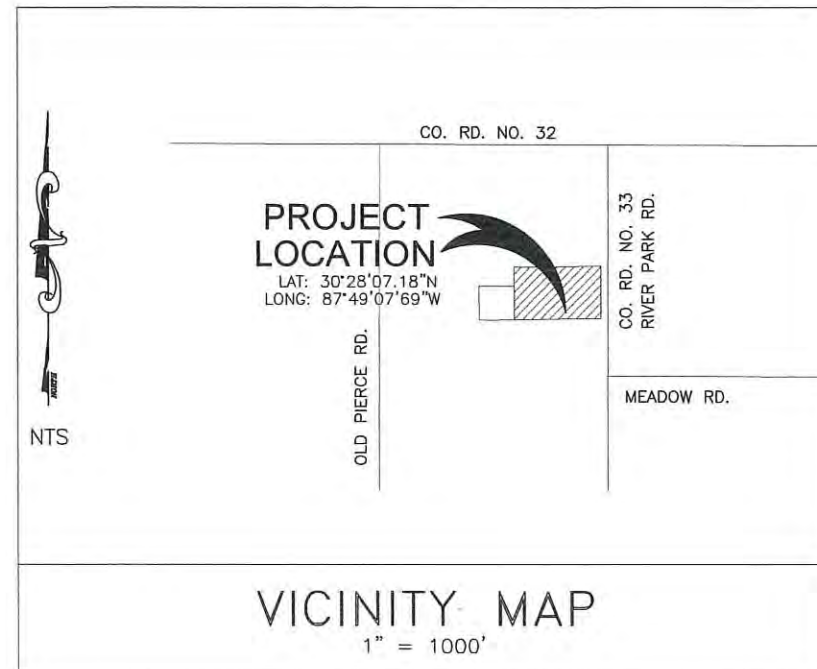 CO. RD. NO. 32
PROJECT
LOCATION
LAT: 30°28'07.18"N
LONG: 87°49'07'69"W
CO. RD. NO. 33
RIVER PARK RD.
OLD PIERCE RD.
MEADOW RD.
NTS
VICINITY MAP
1" = 1000'